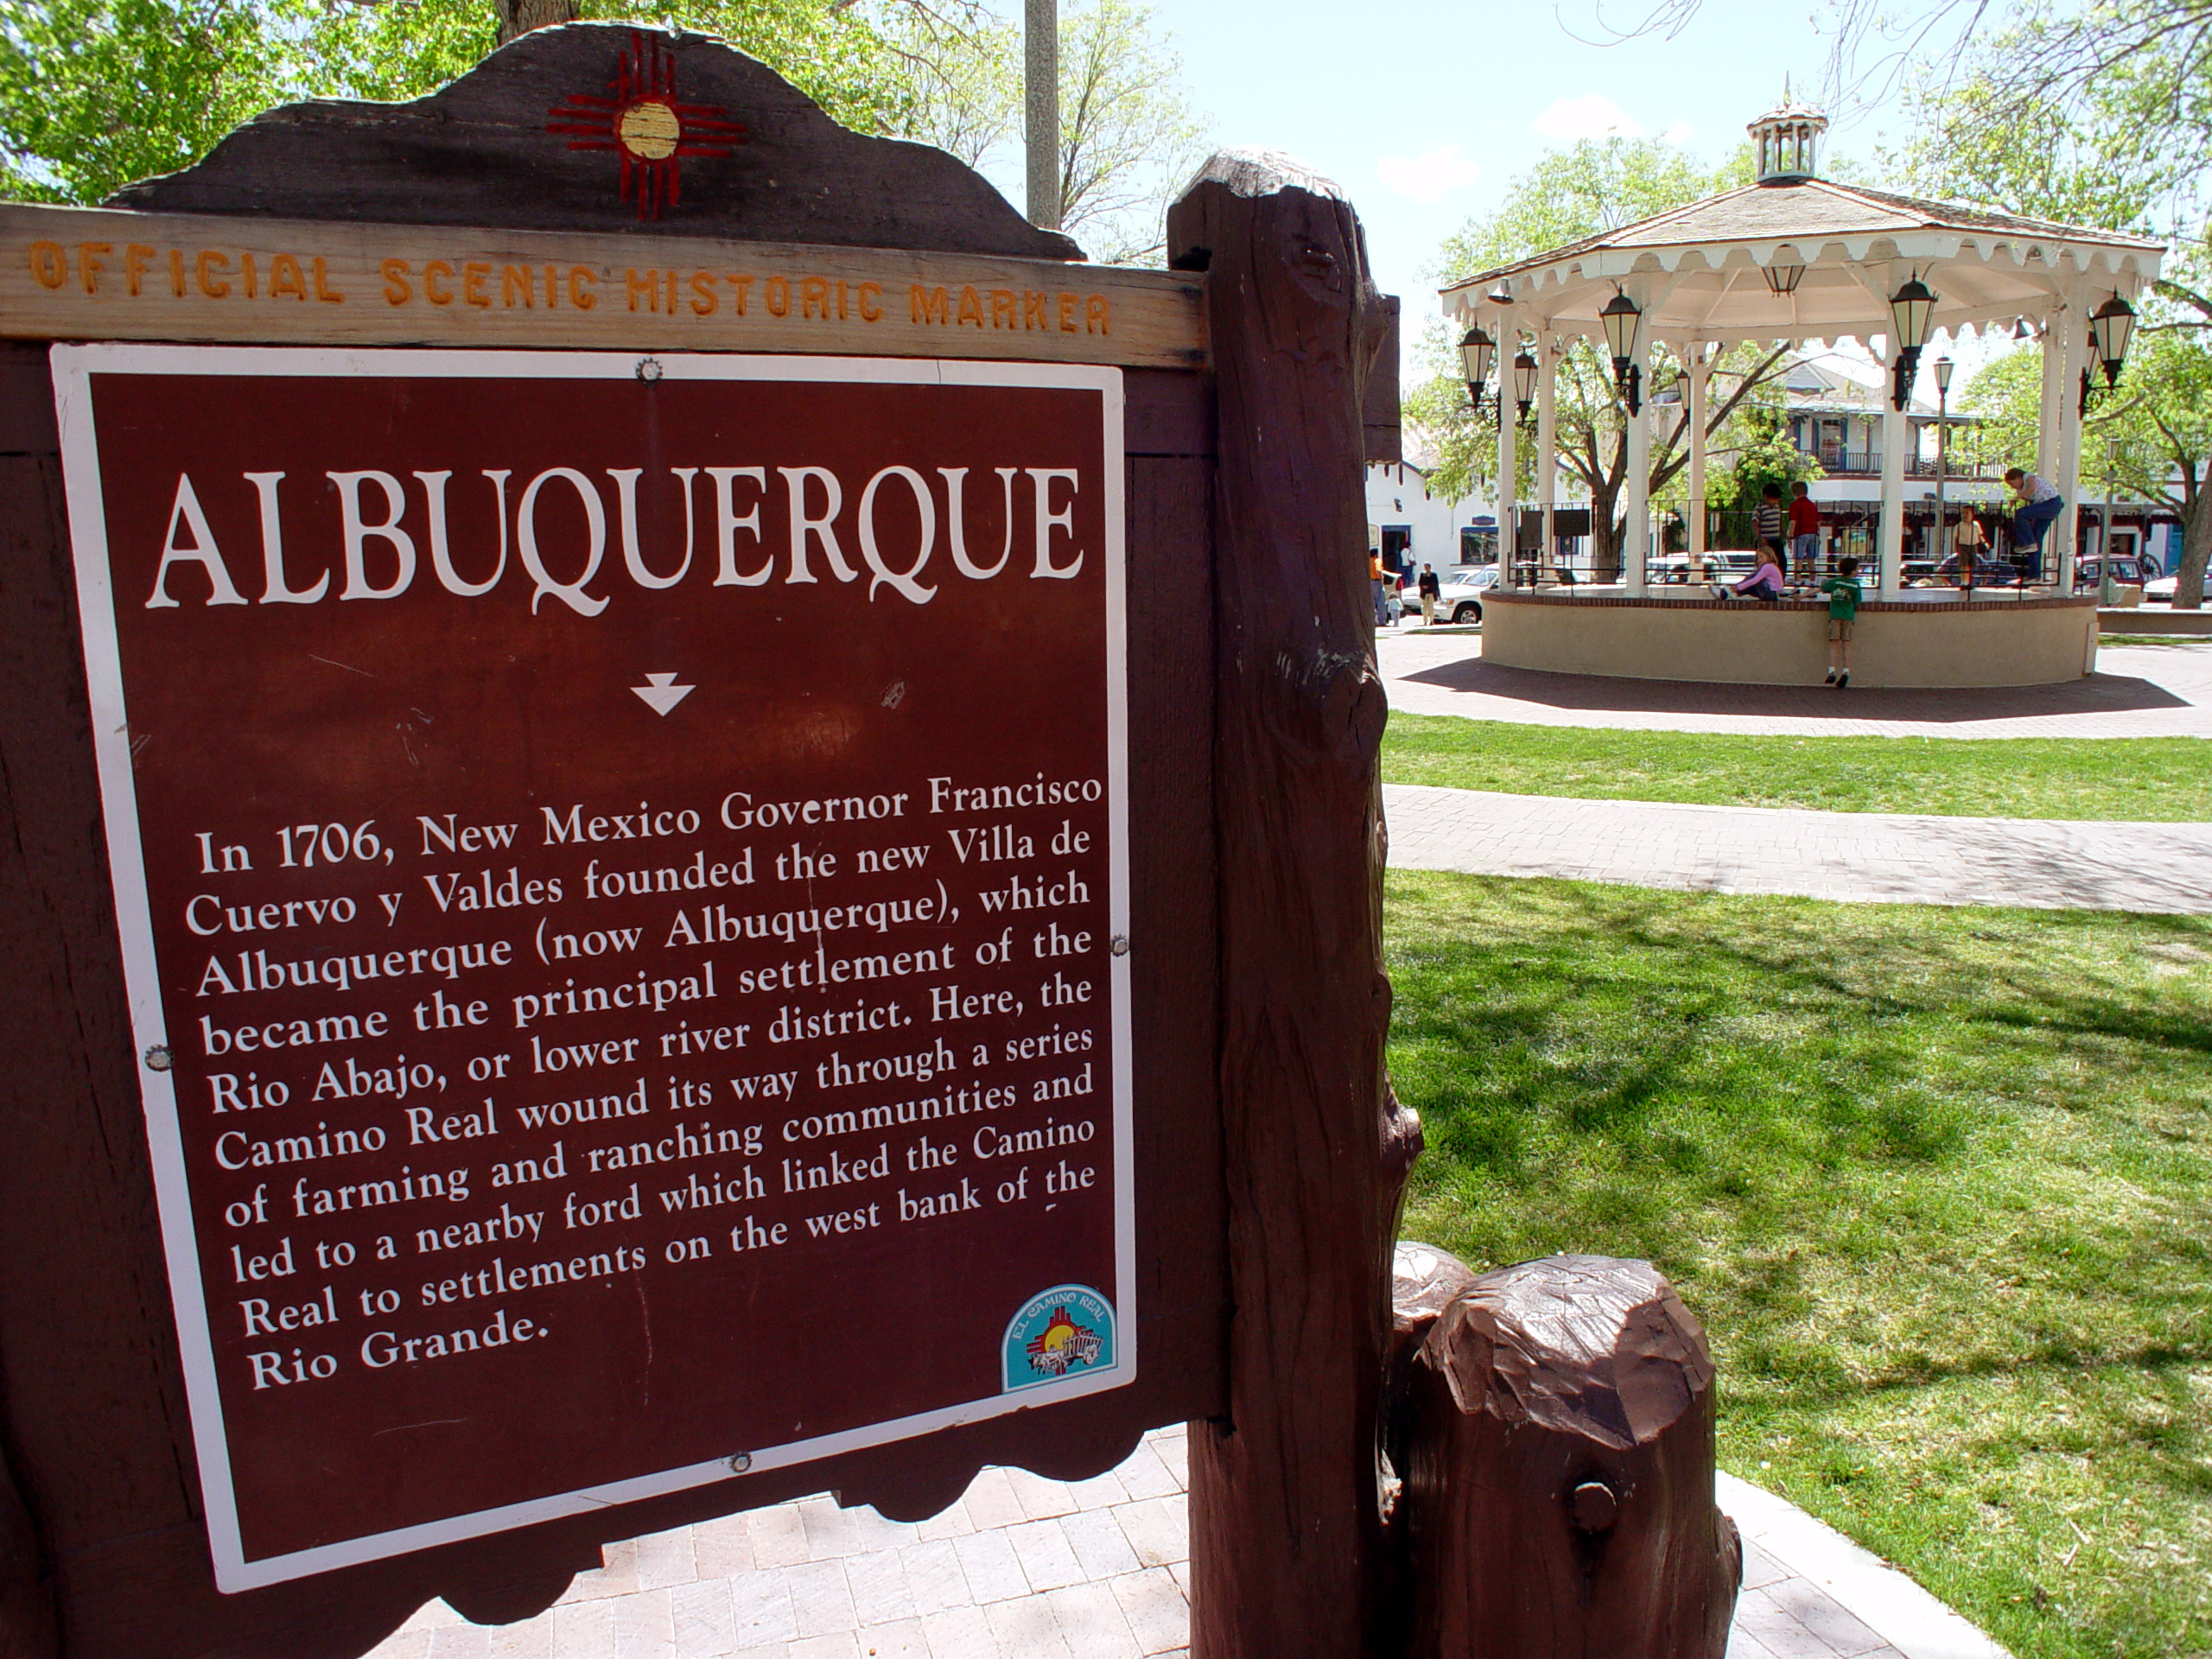 OFFICIAL SCENIC HISTORIC MARKER
ALBUQUERQUE
In 1706, New Mexico Governor Francisco
Cuervo y Valdes founded the new Villa de
Albuquerque (now Albuquerque), which
became the principal settlement of the
Rio Abajo, or lower river district. Here, the
Camino Real wound its way through a series
of farming and ranching communities and
led to a nearby ford which linked the Camino
Real to settlements on the west bank of the
Rio Grande.
EL CAMINO REAL